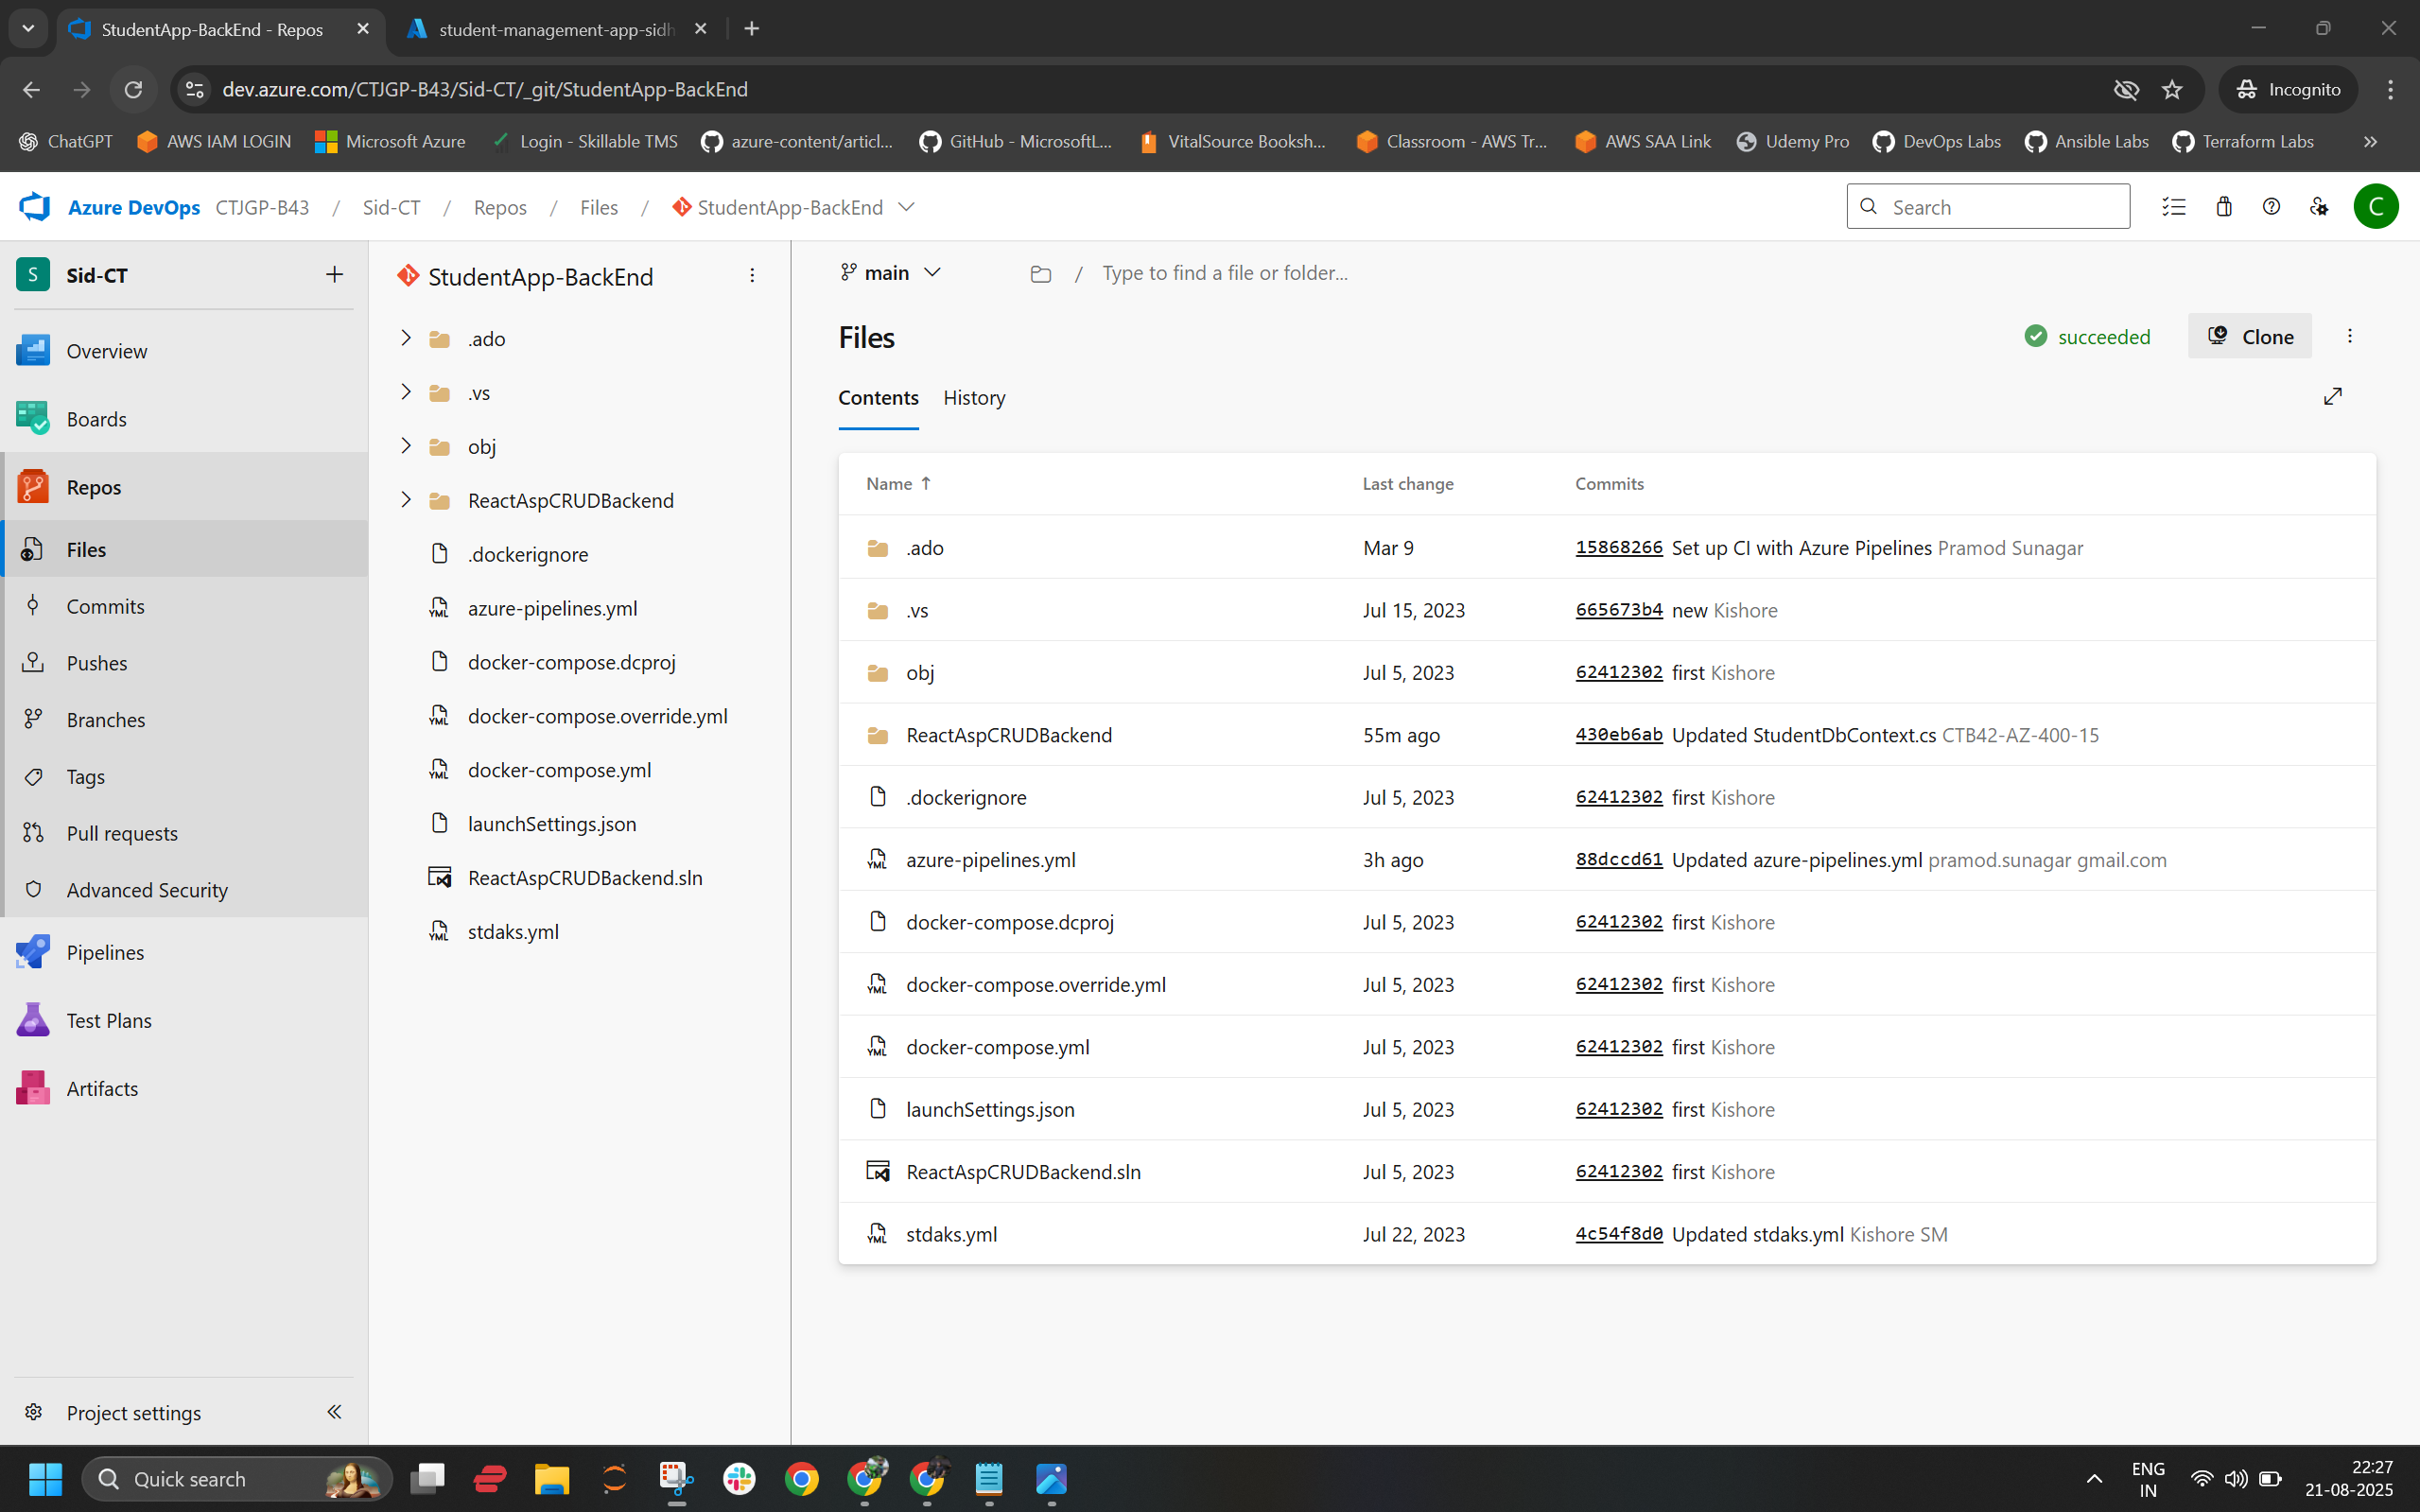 StudentApp-BackEnd - Repos
student-management-app-sidh
dev.azure.com/CTJGP-B43/Sid-CT/_git/StudentApp-BackEnd
Incognito
ChatGPT
AWS IAM LOGIN
Microsoft Azure
Login - Skillable TMS
azure-content/articl...
GitHub - MicrosoftL...
VitalSource Booksh...
Classroom - AWS Tr...
AWS SAA Link
Udemy Pro
DevOps Labs
Ansible Labs
Terraform Labs
Azure DevOps CTJGP-B43 / Sid-CT / Repos / Files / StudentApp-BackEnd
Search
C
S Sid-CT
Overview
Boards
Repos
Files
Commits
Pushes
Branches
Tags
Pull requests
Advanced Security
Pipelines
Test Plans
Artifacts
Project settings
StudentApp-BackEnd
.ado
.vs
obj
ReactAspCRUDBackend
.dockerignore
YML azure-pipelines.yml
docker-compose.dcproj
YML docker-compose.override.yml
YML docker-compose.yml
launchSettings.json
ReactAspCRUDBackend.sln
YML stdaks.yml
main / Type to find a file or folder...
Files
succeeded
Clone
Contents History
Name ↑ Last change Commits
.ado Mar 9 15868266 Set up CI with Azure Pipelines Pramod Sunagar
.vs Jul 15, 2023 665673b4 new Kishore
obj Jul 5, 2023 62412302 first Kishore
ReactAspCRUDBackend 55m ago 430eb6ab Updated StudentDbContext.cs CTB42-AZ-400-15
.dockerignore Jul 5, 2023 62412302 first Kishore
YML azure-pipelines.yml 3h ago 88dccd61 Updated azure-pipelines.yml pramod.sunagar gmail.com
docker-compose.dcproj Jul 5, 2023 62412302 first Kishore
YML docker-compose.override.yml Jul 5, 2023 62412302 first Kishore
YML docker-compose.yml Jul 5, 2023 62412302 first Kishore
launchSettings.json Jul 5, 2023 62412302 first Kishore
ReactAspCRUDBackend.sln Jul 5, 2023 62412302 first Kishore
YML stdaks.yml Jul 22, 2023 4c54f8d0 Updated stdaks.yml Kishore SM
Quick search
ENG
IN
22:27
21-08-2025